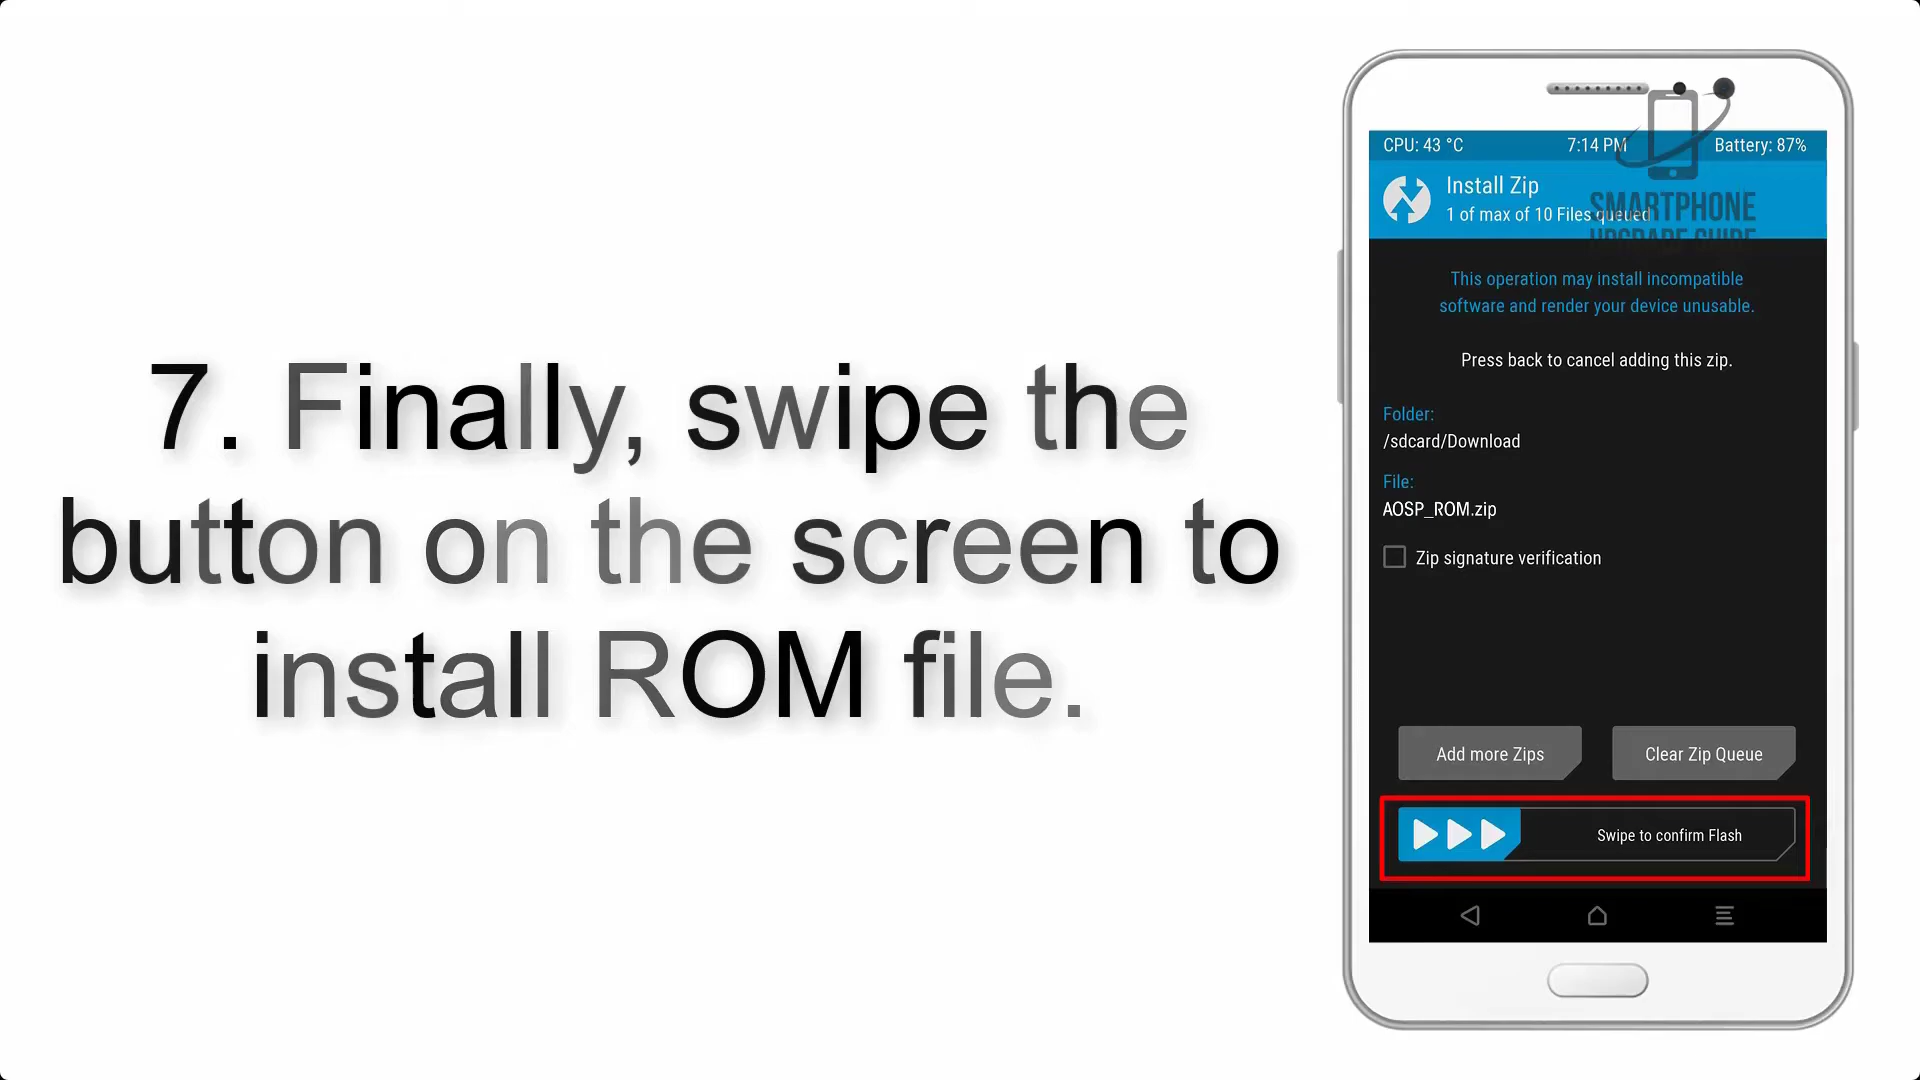 7. Finally, swipe the
button on the screen to
install ROM file.
CPU: 43 °C 7:14 PM Battery: 87%
Install Zip
1 of max of 10 Files queued
SMARTPHONE
UPGRADE GUIDE
This operation may install incompatible
software and render your device unusable.
Press back to cancel adding this zip.
Folder:
/sdcard/Download
File:
AOSP_ROM.zip
Zip signature verification
Add more Zips Clear Zip Queue
Swipe to confirm Flash